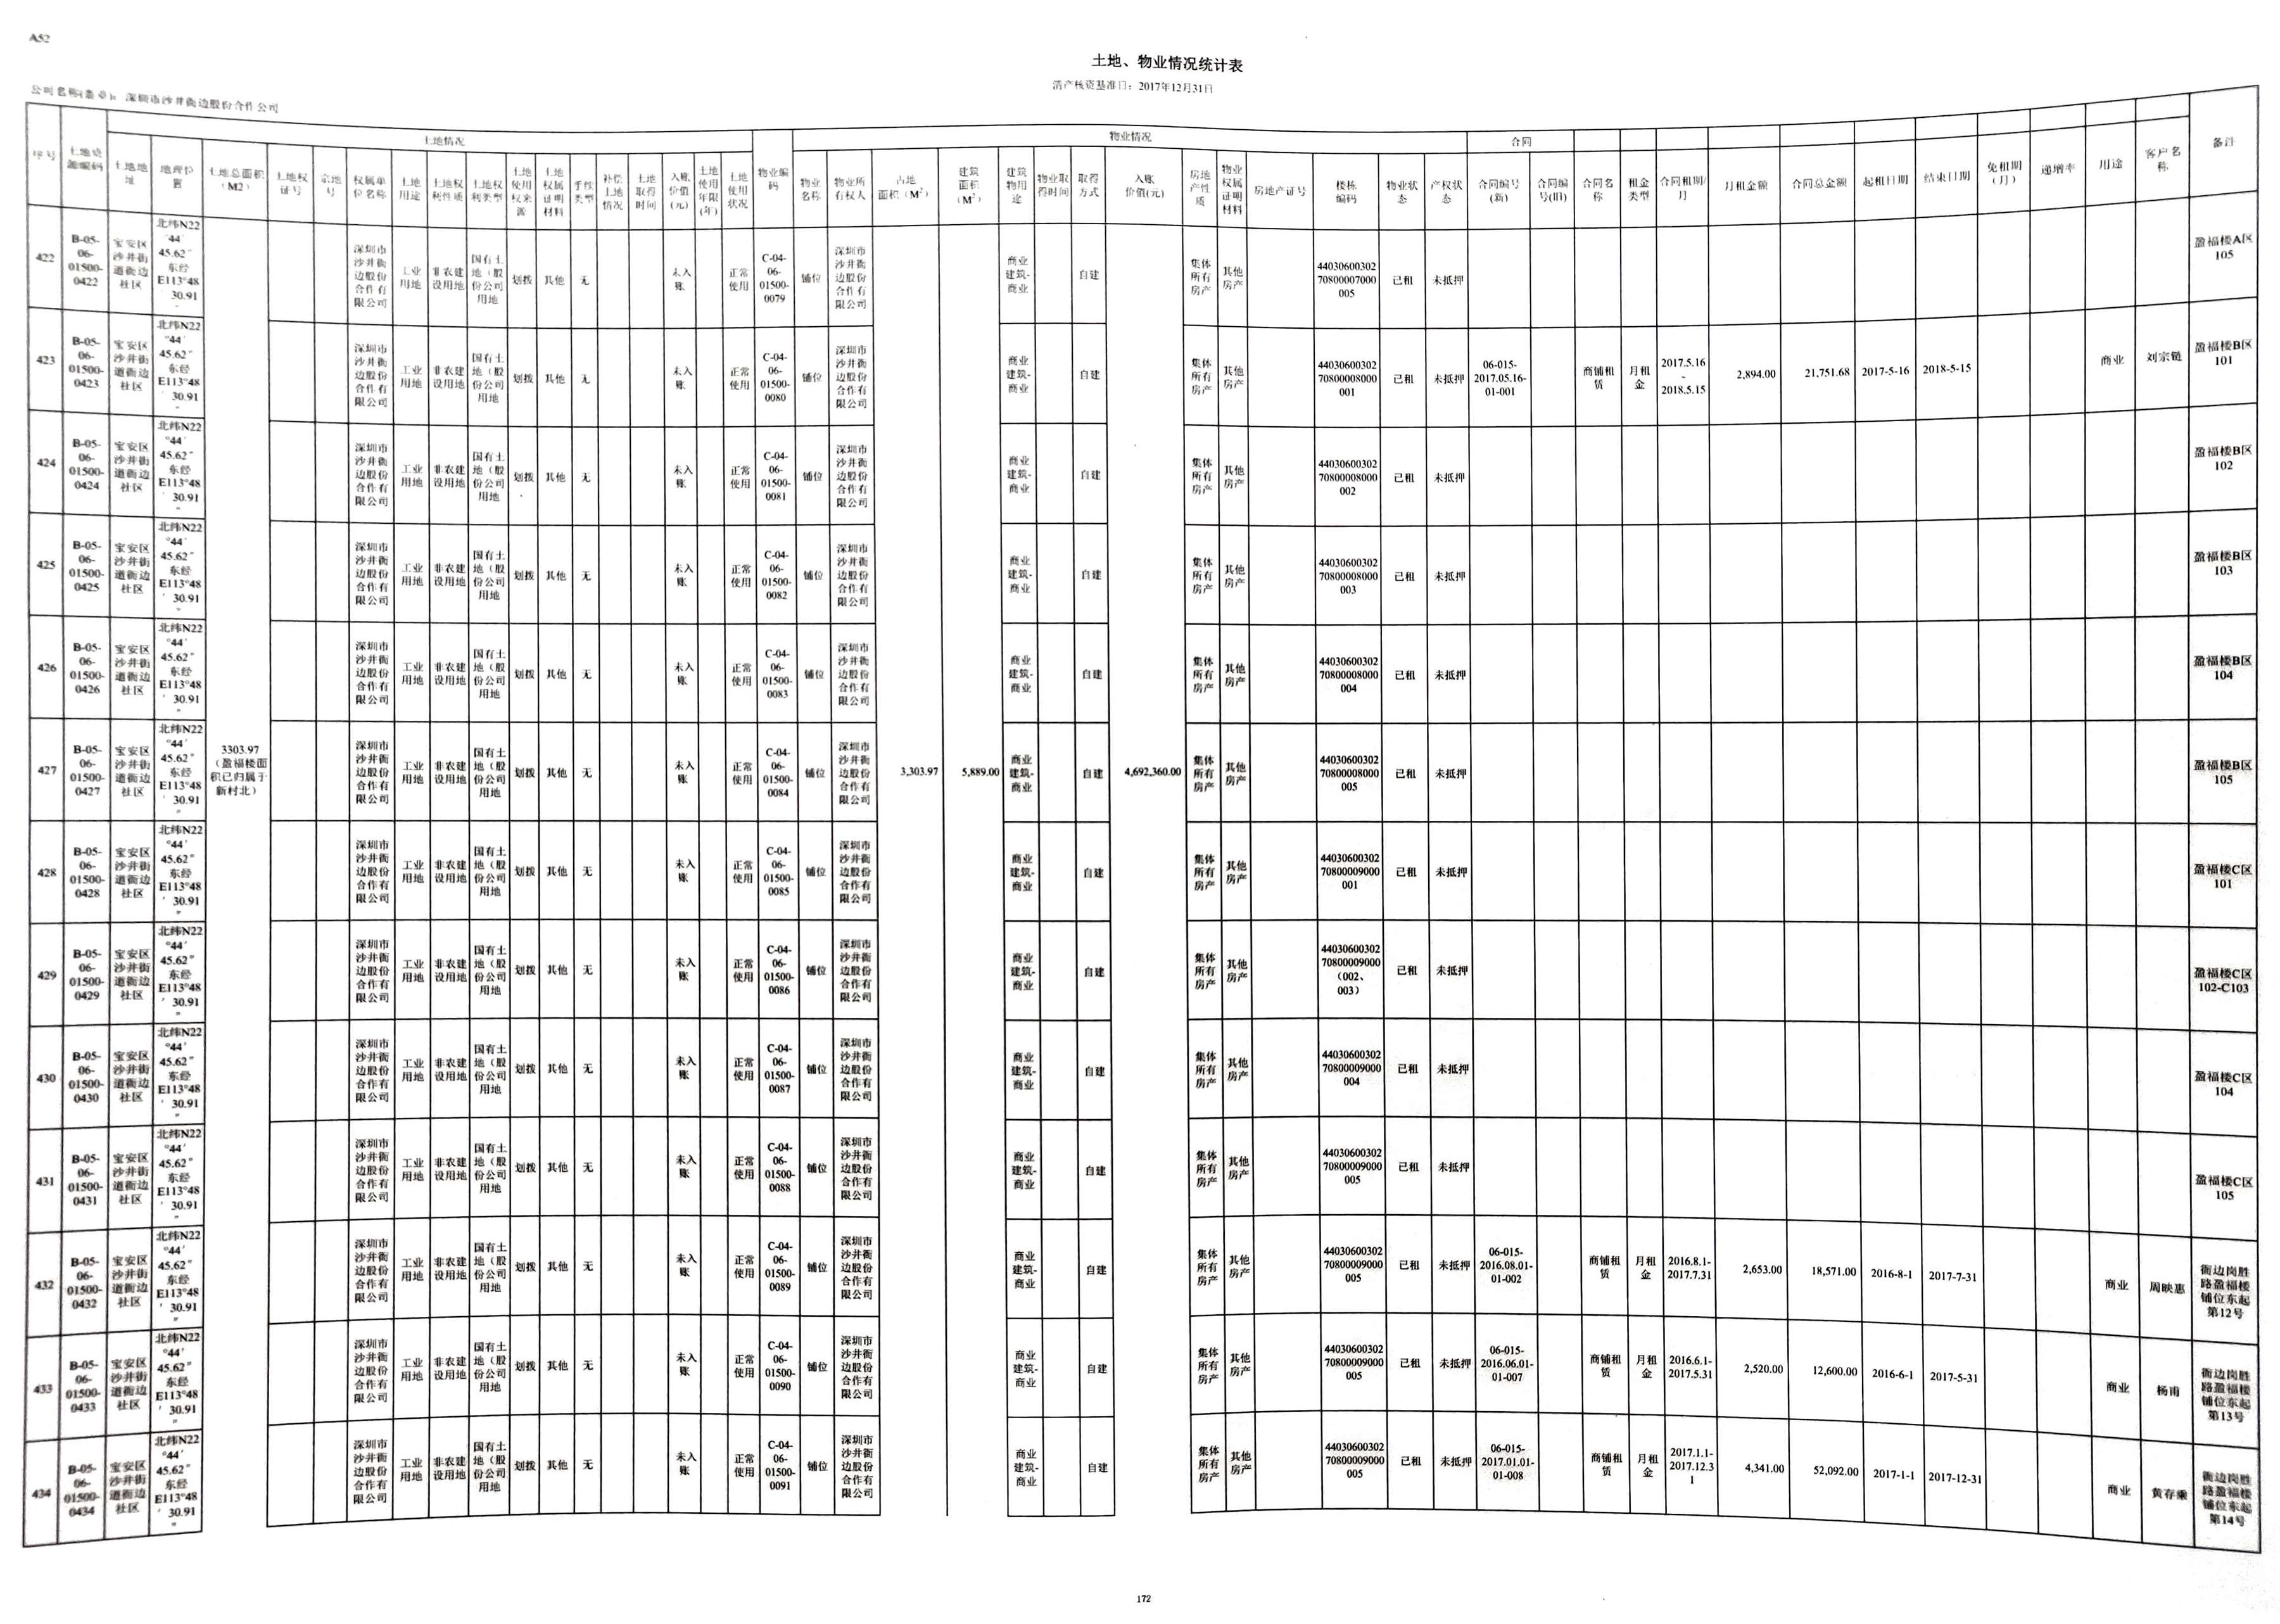 A52
土地、物业情况统计表
清产核资基准日：2017年12月31日
公司名称(盖章)：深圳市沙井衙边股份合作公司
土地情况 物业情况 合同
序号 土地资源编码 土地地址 地理位置 土地总面积（M2） 土地权证号 宗地号 权属单位名称 土地用途 土地权利性质 土地权利类型 土地使用权来源 土地权属证明材料 手续类型 补偿土地情况 土地取得时间 入账价值(元) 土地使用年限(年) 土地使用状况 物业编码 物业名称 物业所有权人 占地面积（M²） 建筑面积（M²） 建筑物用途 物业取得时间 取得方式 入账价值(元) 房地产性质 物业权属证明材料 房地产证号 楼栋编码 物业状态 产权状态 合同编号(新) 合同编号(旧) 合同名称 租金类型 合同租期/月 月租金额 合同总金额 起租日期 结束日期 免租期（月） 递增率 用途 客户名称 备注
422 B-05-06-01500-0422 宝安区沙井街道衙边社区 北纬N22°44′45.62″东经E113°48′30.91″ 深圳市沙井衙边股份合作有限公司 工业用地 非农建设用地 国有土地（股份公司用地 划拨 其他 无 未入账 正常使用 C-04-06-01500-0079 铺位 深圳市沙井衙边股份合作有限公司 商业建筑-商业 自建 集体所有房产 其他房产 4403060030270800007000005 已租 未抵押 盈福楼A区105
423 B-05-06-01500-0423 宝安区沙井街道衙边社区 北纬N22°44′45.62″东经E113°48′30.91″ 深圳市沙井衙边股份合作有限公司 工业用地 非农建设用地 国有土地（股份公司用地 划拨 其他 无 未入账 正常使用 C-04-06-01500-0080 铺位 深圳市沙井衙边股份合作有限公司 商业建筑-商业 自建 集体所有房产 其他房产 4403060030270800008000001 已租 未抵押 06-015-2017.05.16-01-001 商铺租赁 月租金 2017.5.16-2018.5.15 2,894.00 21,751.68 2017-5-16 2018-5-15 商业 刘宗链 盈福楼B区101
424 B-05-06-01500-0424 宝安区沙井街道衙边社区 北纬N22°44′45.62″东经E113°48′30.91″ 深圳市沙井衙边股份合作有限公司 工业用地 非农建设用地 国有土地（股份公司用地 划拨 其他 无 未入账 正常使用 C-04-06-01500-0081 铺位 深圳市沙井衙边股份合作有限公司 商业建筑-商业 自建 集体所有房产 其他房产 4403060030270800008000002 已租 未抵押 盈福楼B区102
425 B-05-06-01500-0425 宝安区沙井街道衙边社区 北纬N22°44′45.62″东经E113°48′30.91″ 深圳市沙井衙边股份合作有限公司 工业用地 非农建设用地 国有土地（股份公司用地 划拨 其他 无 未入账 正常使用 C-04-06-01500-0082 铺位 深圳市沙井衙边股份合作有限公司 商业建筑-商业 自建 集体所有房产 其他房产 4403060030270800008000003 已租 未抵押 盈福楼B区103
426 B-05-06-01500-0426 宝安区沙井街道衙边社区 北纬N22°44′45.62″东经E113°48′30.91″ 深圳市沙井衙边股份合作有限公司 工业用地 非农建设用地 国有土地（股份公司用地 划拨 其他 无 未入账 正常使用 C-04-06-01500-0083 铺位 深圳市沙井衙边股份合作有限公司 商业建筑-商业 自建 集体所有房产 其他房产 4403060030270800008000004 已租 未抵押 盈福楼B区104
427 B-05-06-01500-0427 宝安区沙井街道衙边社区 北纬N22°44′45.62″东经E113°48′30.91″ 3303.97（盈福楼面积已归属于新村北） 深圳市沙井衙边股份合作有限公司 工业用地 非农建设用地 国有土地（股份公司用地 划拨 其他 无 未入账 正常使用 C-04-06-01500-0084 铺位 深圳市沙井衙边股份合作有限公司 3,303.97 5,889.00 商业建筑-商业 自建 4,692,360.00 集体所有房产 其他房产 4403060030270800008000005 已租 未抵押 盈福楼B区105
428 B-05-06-01500-0428 宝安区沙井街道衙边社区 北纬N22°44′45.62″东经E113°48′30.91″ 深圳市沙井衙边股份合作有限公司 工业用地 非农建设用地 国有土地（股份公司用地 划拨 其他 无 未入账 正常使用 C-04-06-01500-0085 铺位 深圳市沙井衙边股份合作有限公司 商业建筑-商业 自建 集体所有房产 其他房产 4403060030270800009000001 已租 未抵押 盈福楼C区101
429 B-05-06-01500-0429 宝安区沙井街道衙边社区 北纬N22°44′45.62″东经E113°48′30.91″ 深圳市沙井衙边股份合作有限公司 工业用地 非农建设用地 国有土地（股份公司用地 划拨 其他 无 未入账 正常使用 C-04-06-01500-0086 铺位 深圳市沙井衙边股份合作有限公司 商业建筑-商业 自建 集体所有房产 其他房产 4403060030270800009000（002、003） 已租 未抵押 盈福楼C区102-C103
430 B-05-06-01500-0430 宝安区沙井街道衙边社区 北纬N22°44′45.62″东经E113°48′30.91″ 深圳市沙井衙边股份合作有限公司 工业用地 非农建设用地 国有土地（股份公司用地 划拨 其他 无 未入账 正常使用 C-04-06-01500-0087 铺位 深圳市沙井衙边股份合作有限公司 商业建筑-商业 自建 集体所有房产 其他房产 4403060030270800009000004 已租 未抵押 盈福楼C区104
431 B-05-06-01500-0431 宝安区沙井街道衙边社区 北纬N22°44′45.62″东经E113°48′30.91″ 深圳市沙井衙边股份合作有限公司 工业用地 非农建设用地 国有土地（股份公司用地 划拨 其他 无 未入账 正常使用 C-04-06-01500-0088 铺位 深圳市沙井衙边股份合作有限公司 商业建筑-商业 自建 集体所有房产 其他房产 4403060030270800009000005 已租 未抵押 盈福楼C区105
432 B-05-06-01500-0432 宝安区沙井街道衙边社区 北纬N22°44′45.62″东经E113°48′30.91″ 深圳市沙井衙边股份合作有限公司 工业用地 非农建设用地 国有土地（股份公司用地 划拨 其他 无 未入账 正常使用 C-04-06-01500-0089 铺位 深圳市沙井衙边股份合作有限公司 商业建筑-商业 自建 集体所有房产 其他房产 4403060030270800009000005 已租 未抵押 06-015-2016.08.01-01-002 商铺租赁 月租金 2016.8.1-2017.7.31 2,653.00 18,571.00 2016-8-1 2017-7-31 商业 周映惠 衙边岗胜路盈福楼铺位东起第12号
433 B-05-06-01500-0433 宝安区沙井街道衙边社区 北纬N22°44′45.62″东经E113°48′30.91″ 深圳市沙井衙边股份合作有限公司 工业用地 非农建设用地 国有土地（股份公司用地 划拨 其他 无 未入账 正常使用 C-04-06-01500-0090 铺位 深圳市沙井衙边股份合作有限公司 商业建筑-商业 自建 集体所有房产 其他房产 4403060030270800009000005 已租 未抵押 06-015-2016.06.01-01-007 商铺租赁 月租金 2016.6.1-2017.5.31 2,520.00 12,600.00 2016-6-1 2017-5-31 商业 杨甫 衙边岗胜路盈福楼铺位东起第13号
434 B-05-06-01500-0434 宝安区沙井街道衙边社区 北纬N22°44′45.62″东经E113°48′30.91″ 深圳市沙井衙边股份合作有限公司 工业用地 非农建设用地 国有土地（股份公司用地 划拨 其他 无 未入账 正常使用 C-04-06-01500-0091 铺位 深圳市沙井衙边股份合作有限公司 商业建筑-商业 自建 集体所有房产 其他房产 4403060030270800009000005 已租 未抵押 06-015-2017.01.01-01-008 商铺租赁 月租金 2017.1.1-2017.12.31 4,341.00 52,092.00 2017-1-1 2017-12-31 商业 黄存乘 衙边岗胜路盈福楼铺位东起第14号
172